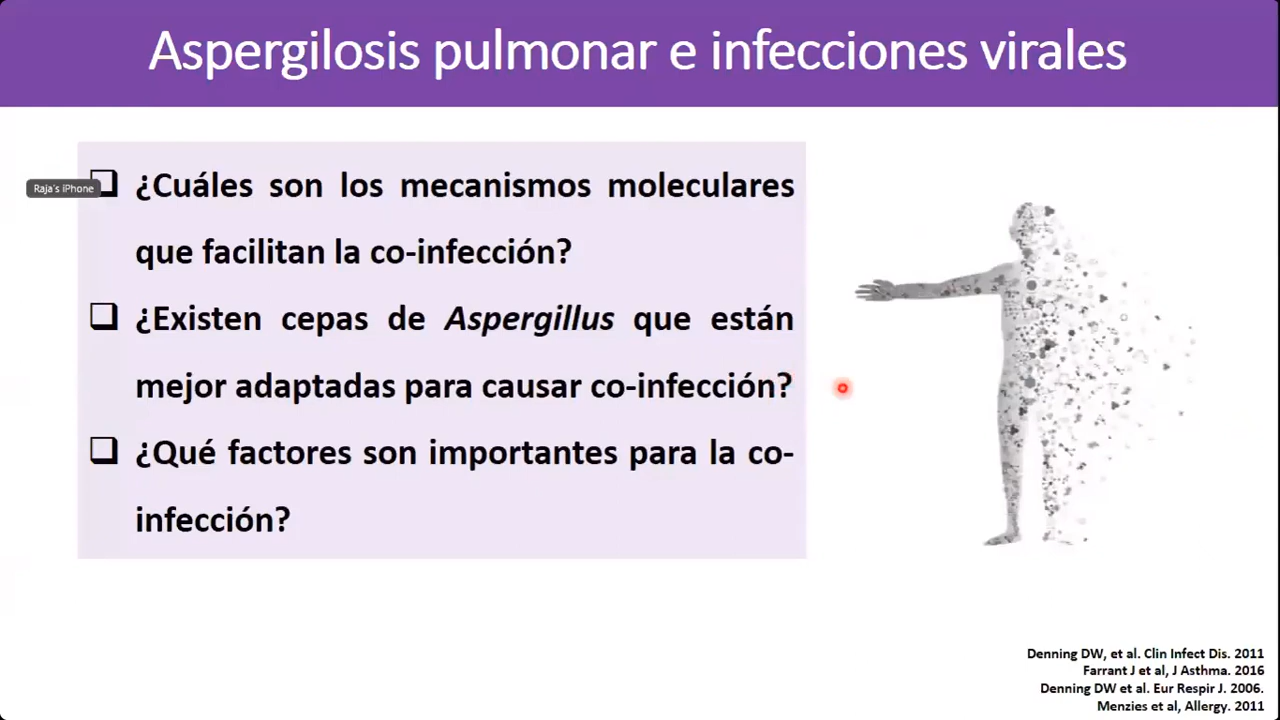 Aspergilosis pulmonar e infecciones virales
Raja's iPhone
¿Cuáles son los mecanismos moleculares
que facilitan la co-infección?
¿Existen cepas de Aspergillus que están
mejor adaptadas para causar co-infección?
¿Qué factores son importantes para la co-
infección?
Denning DW, et al. Clin Infect Dis. 2011
Farrant J et al, J Asthma. 2016
Denning DW et al. Eur Respir J. 2006.
Menzies et al, Allergy. 2011